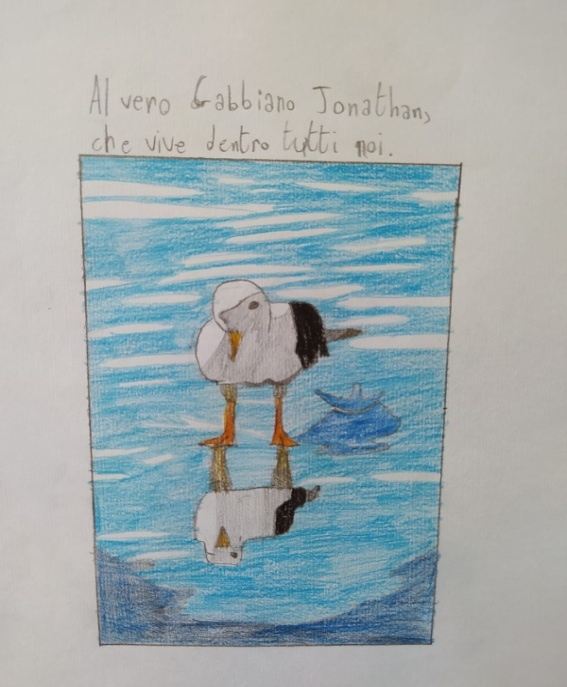 Al vero Gabbiano Jonathan,
che vive dentro tutti noi.